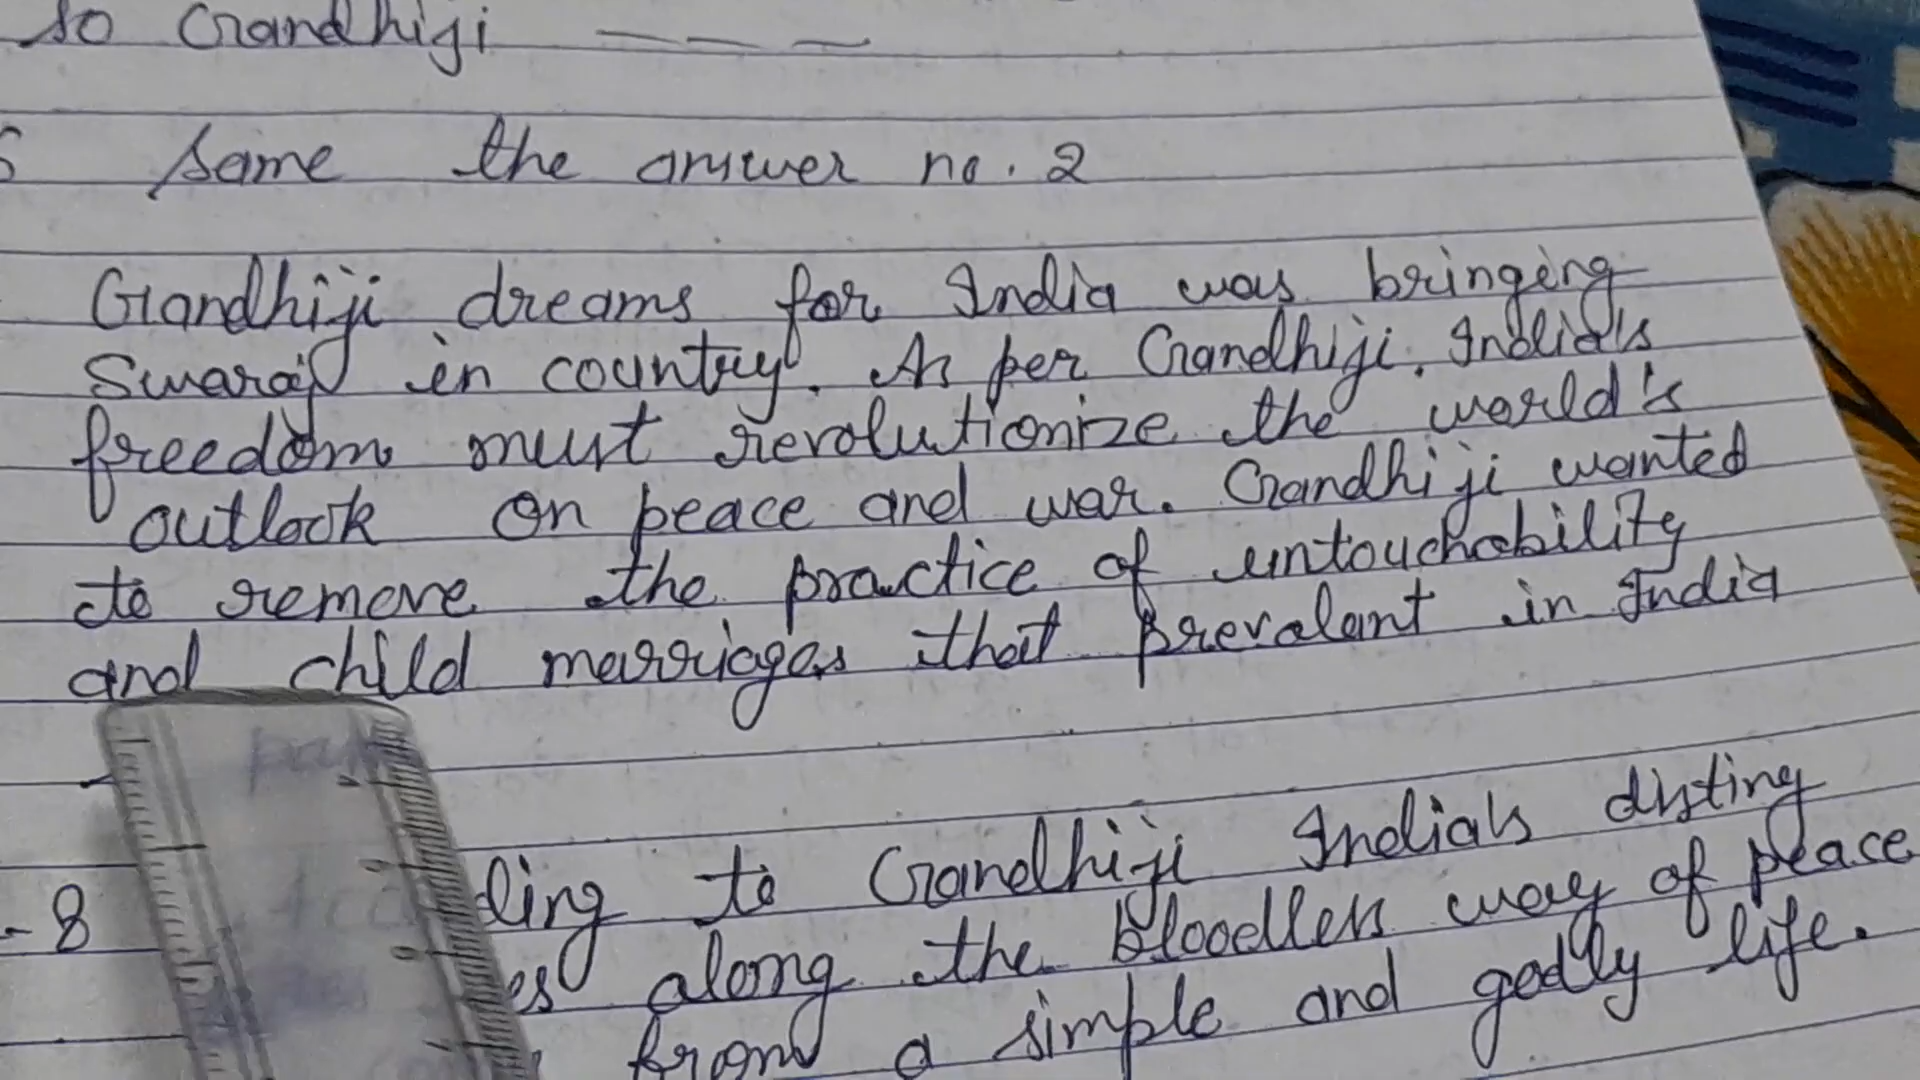 so Gandhiji ———
same the answer no. 2
Gandhiji dreams for India was bringing
Swaraj in country. As per Gandhiji. India's
freedom must revolutionize the world's
outlook on peace and war. Gandhiji wanted
to remove the practice of untouchability
and child marriages that prevalent in India
-8 ding to Gandhiji India's disting
es along the bloodless way of peace
from a simple and godly life.